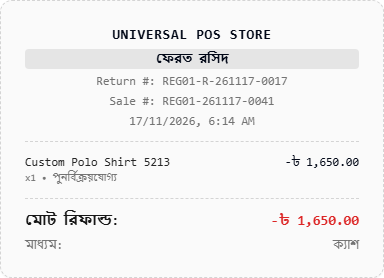 UNIVERSAL POS STORE
ফেরত রসিদ
Return #: REG01-R-261117-0017
Sale #: REG01-261117-0041
17/11/2026, 6:14 AM
Custom Polo Shirt 5213 -৳ 1,650.00
x1 • পুনর্বিক্রয়যোগ্য
মোট রিফান্ড: -৳ 1,650.00
মাধ্যম: ক্যাশ